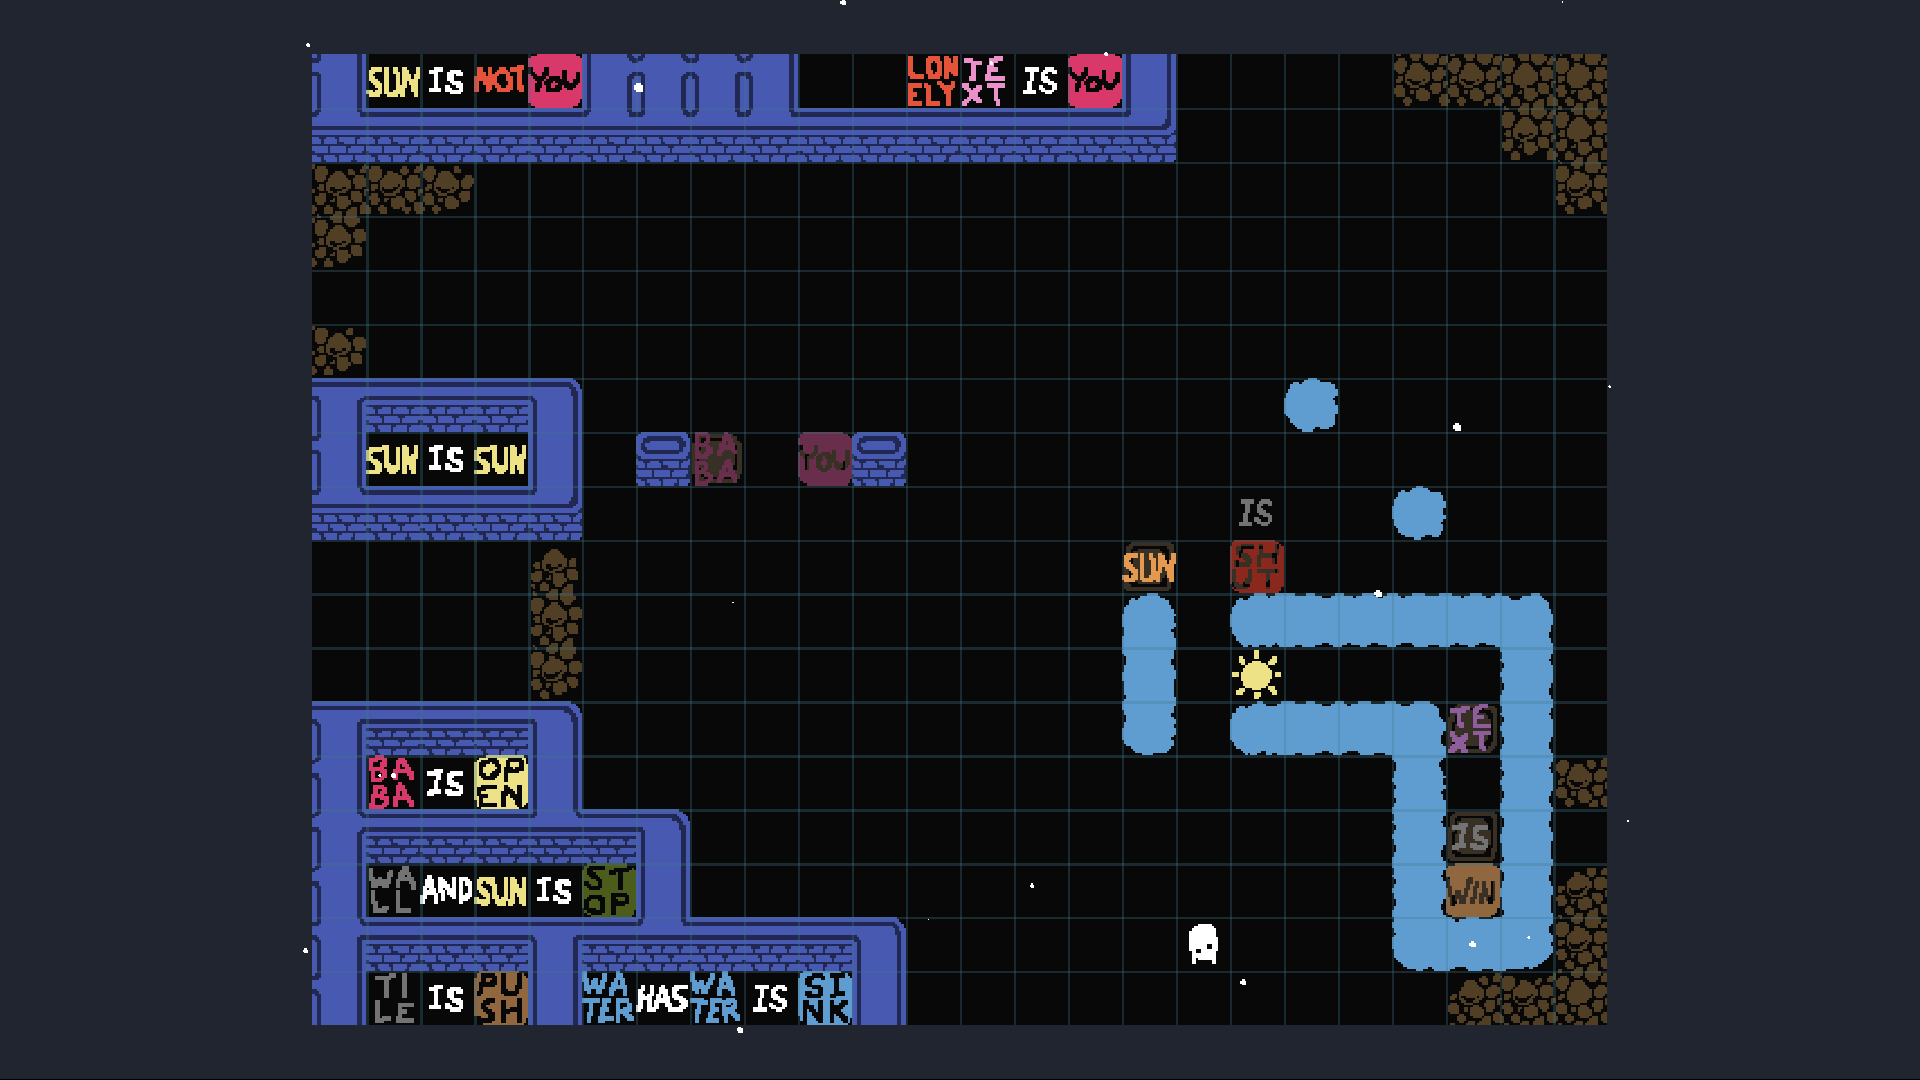 SUN IS NOT YOU
LONELY TEXT IS YOU
SUN IS SUN
BABA YOU
IS
SUN SHUT
TEXT
BABA IS OPEN
IS
WALL AND SUN IS STOP
WIN
TILE IS PUSH
WATER HAS WATER IS SINK